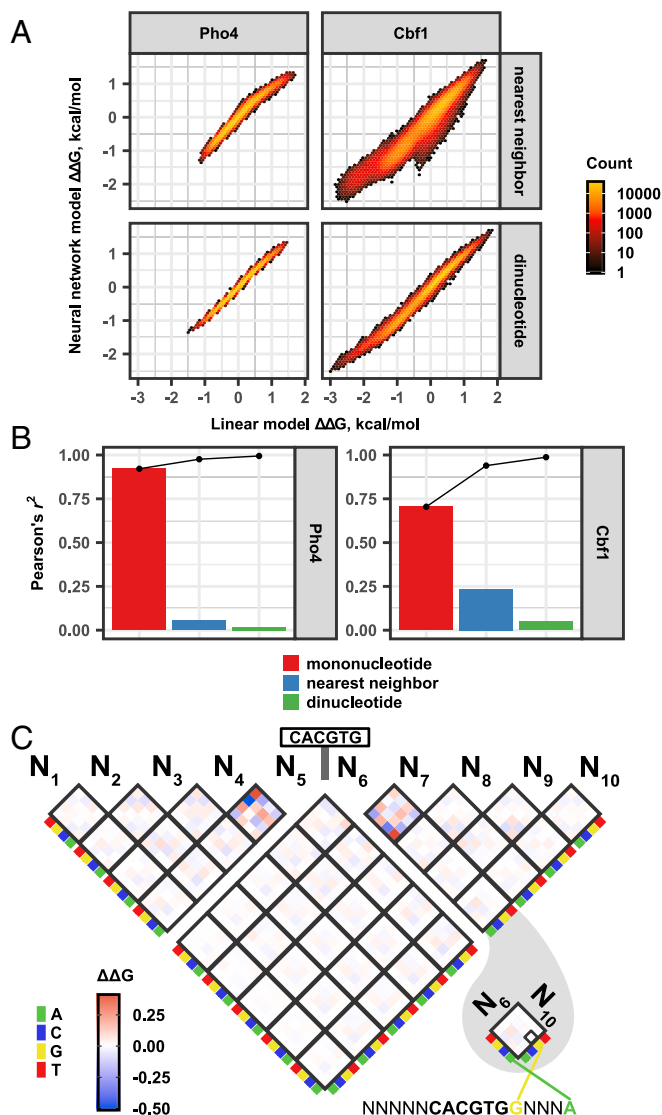 A
Pho4
Cbf1
Neural network model ΔΔG, kcal/mol
1
0
-1
-2
nearest neighbor
1
0
-1
-2
dinucleotide
-3 -2 -1 0 1 2
-3 -2 -1 0 1 2
Linear model ΔΔG, kcal/mol
Count
10000
1000
100
10
1
B
Pearson's r²
1.00
0.75
0.50
0.25
0.00
Pho4
1.00
0.75
0.50
0.25
0.00
Cbf1
mononucleotide
nearest neighbor
dinucleotide
C
CACGTG
N1 N2 N3 N4 N5 N6 N7 N8 N9 N10
ΔΔG
A
C
G
T
0.25
0.00
-0.25
-0.50
N6 N10
NNNNNCACGTGGNNNA